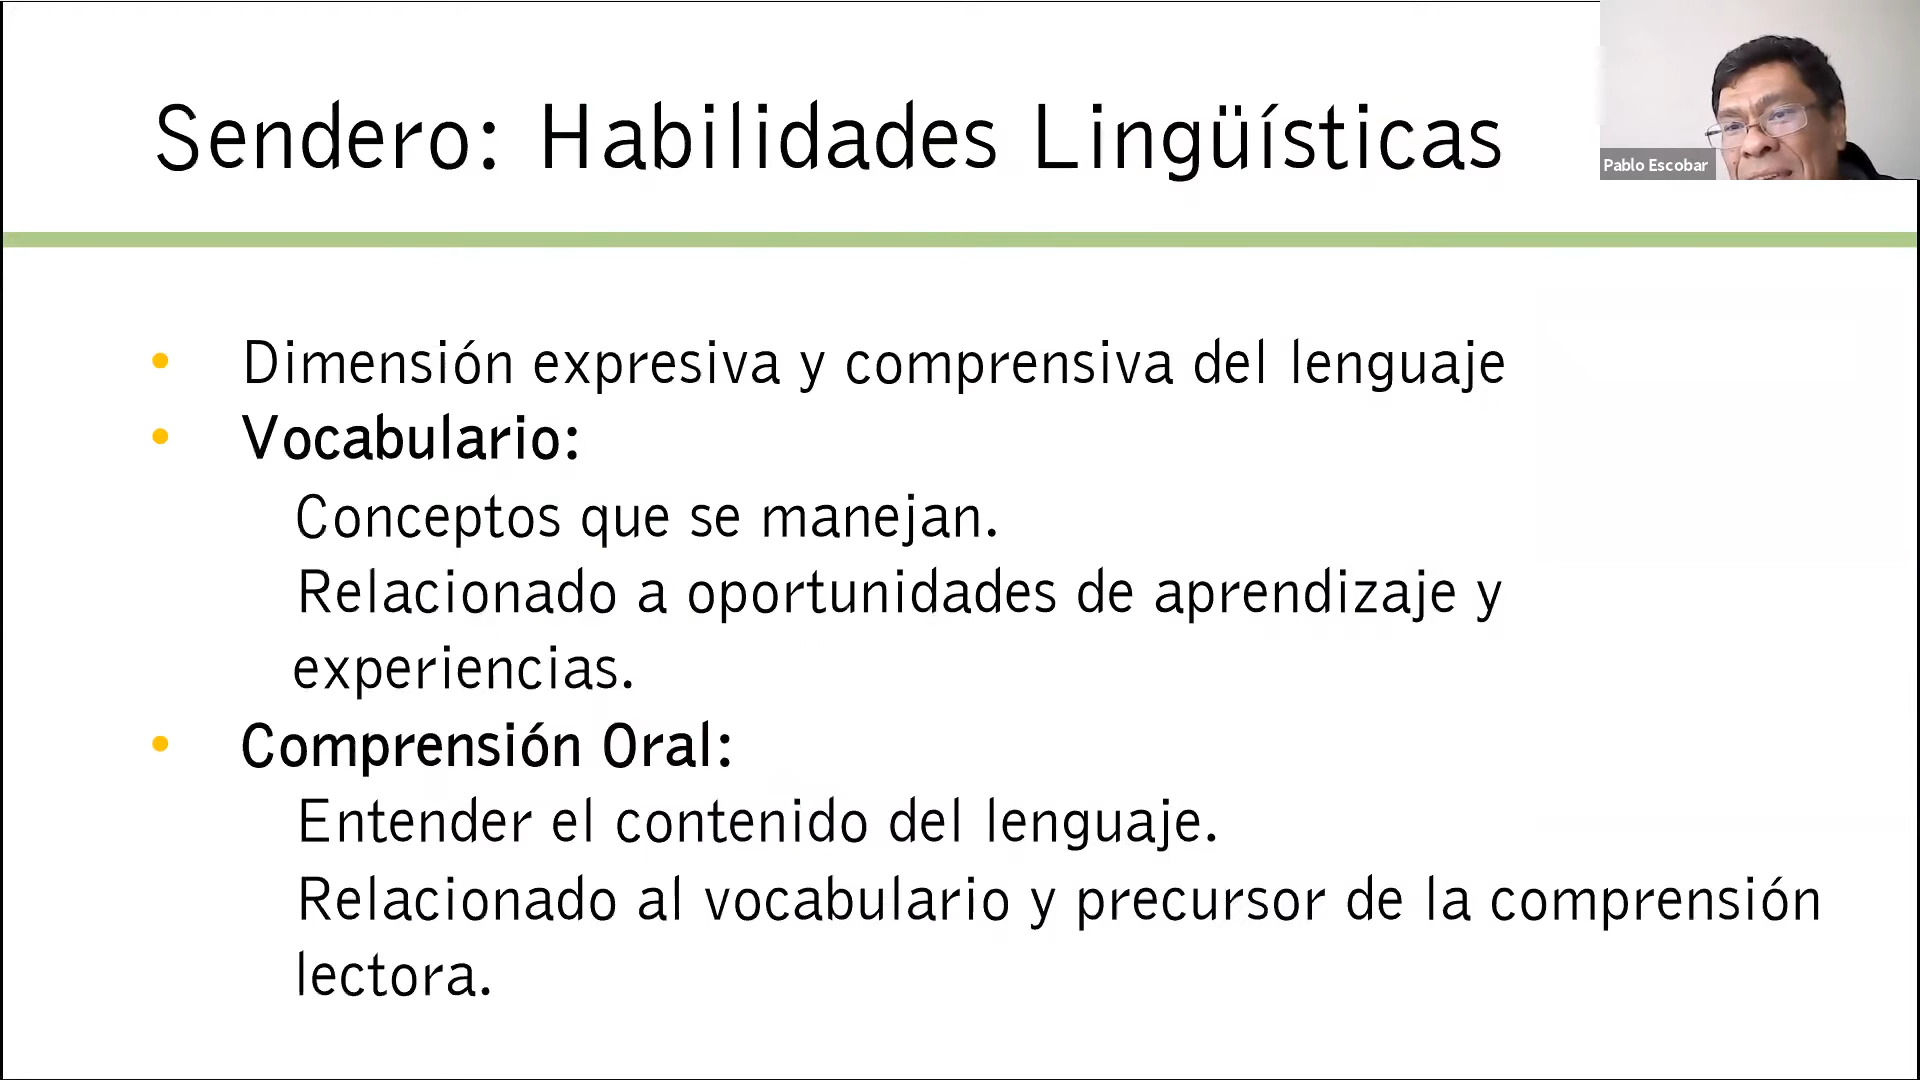 Sendero: Habilidades Lingüísticas
Pablo Escobar
• Dimensión expresiva y comprensiva del lenguaje
• Vocabulario:
Conceptos que se manejan.
Relacionado a oportunidades de aprendizaje y
experiencias.
• Comprensión Oral:
Entender el contenido del lenguaje.
Relacionado al vocabulario y precursor de la comprensión
lectora.